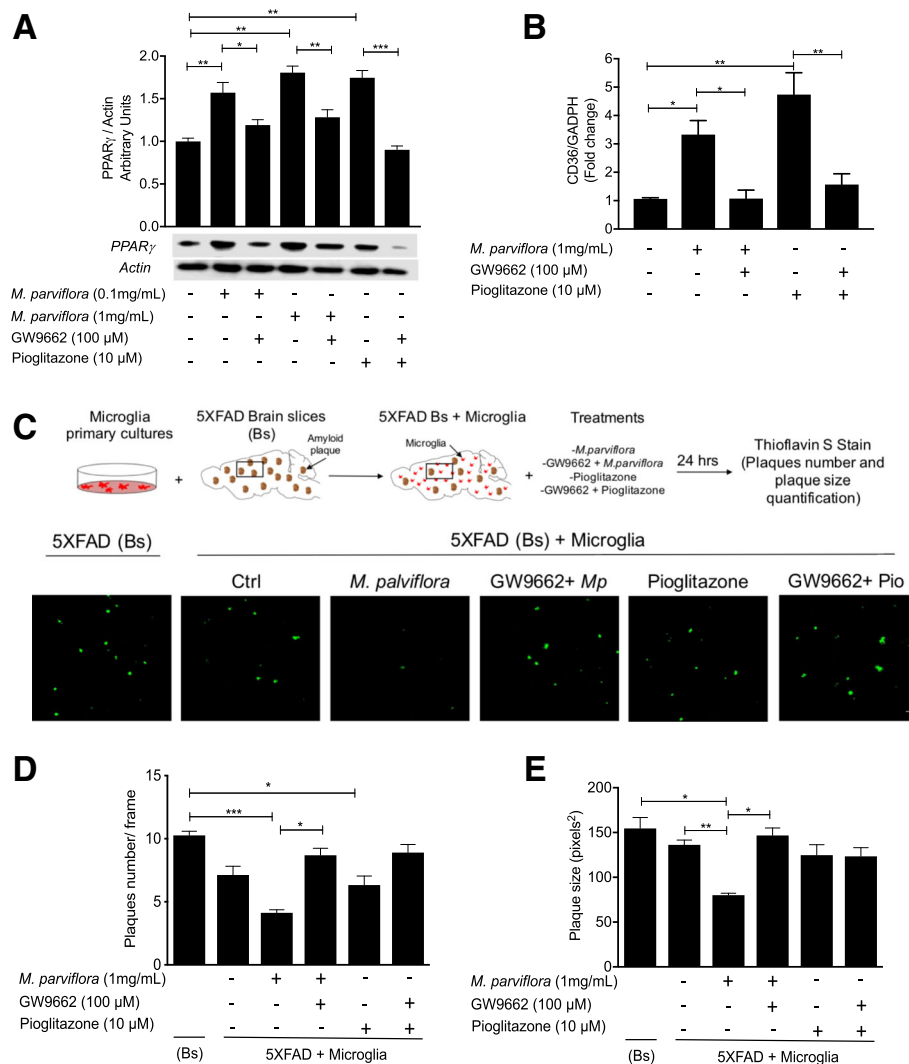 A
**
**
**
*
**
***
PPARγ / Actin
Arbitrary Units
2.0
1.5
1.0
0.5
0.0
PPARγ
Actin
M. parviflora (0.1mg/mL) - + + - - - -
M. parviflora (1mg/mL) - - - + + - -
GW9662 (100 µM) - - + - + - +
Pioglitazone (10 µM) - - - - - + +
B
**
**
*
*
CD36/GADPH
(Fold change)
6
5
4
3
2
1
0
M. parviflora (1mg/mL) - + + - -
GW9662 (100 µM) - - + - +
Pioglitazone (10 µM) - - - + +
C
Microglia
primary cultures
+
5XFAD Brain slices
(Bs)
Amyloid
plaque
5XFAD Bs + Microglia
Microglia
+
Treatments
-M.parviflora
-GW9662 + M.parviflora
-Pioglitazone
-GW9662 + Pioglitazone
24 hrs
Thioflavin S Stain
(Plaques number and
plaque size
quantification)
5XFAD (Bs)
5XFAD (Bs) + Microglia
Ctrl
M. palviflora
GW9662+ Mp
Pioglitazone
GW9662+ Pio
D
*
***
*
Plaques number/ frame
15
10
5
0
M. parviflora (1mg/mL) - + + - -
GW9662 (100 µM) - - + - +
Pioglitazone (10 µM) - - - + +
(Bs)
5XFAD + Microglia
E
*
*
**
Plaque size (pixels²)
200
150
100
50
0
M. parviflora (1mg/mL) - + + - -
GW9662 (100 µM) - - + - +
Pioglitazone (10 µM) - - - + +
(Bs)
5XFAD + Microglia